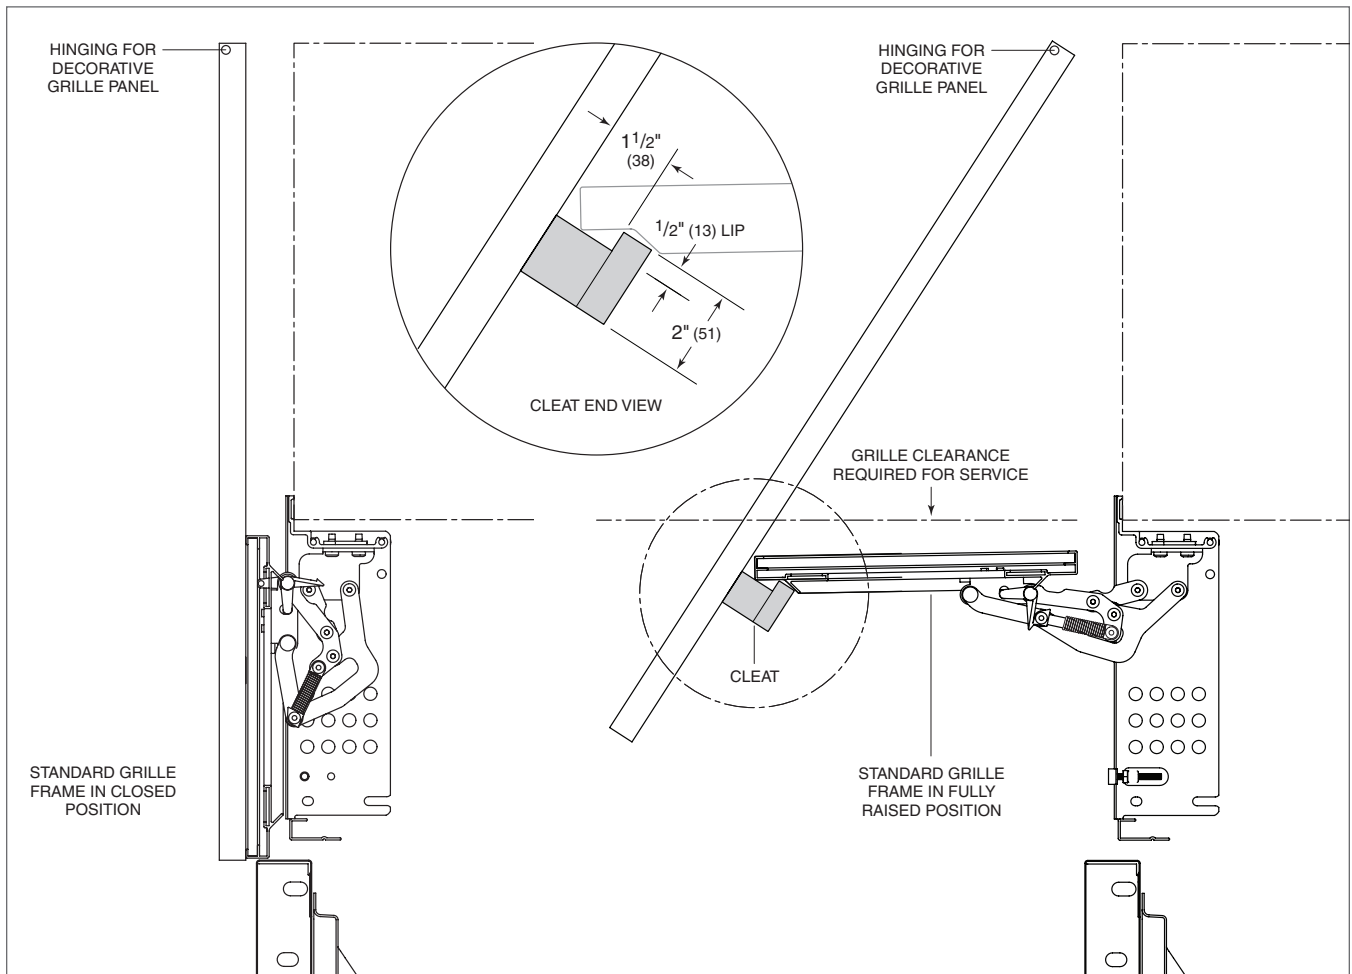 HINGING FOR
DECORATIVE
GRILLE PANEL
HINGING FOR
DECORATIVE
GRILLE PANEL
1 1/2"
(38)
1/2" (13) LIP
2" (51)
CLEAT END VIEW
GRILLE CLEARANCE
REQUIRED FOR SERVICE
CLEAT
STANDARD GRILLE
FRAME IN CLOSED
POSITION
STANDARD GRILLE
FRAME IN FULLY
RAISED POSITION